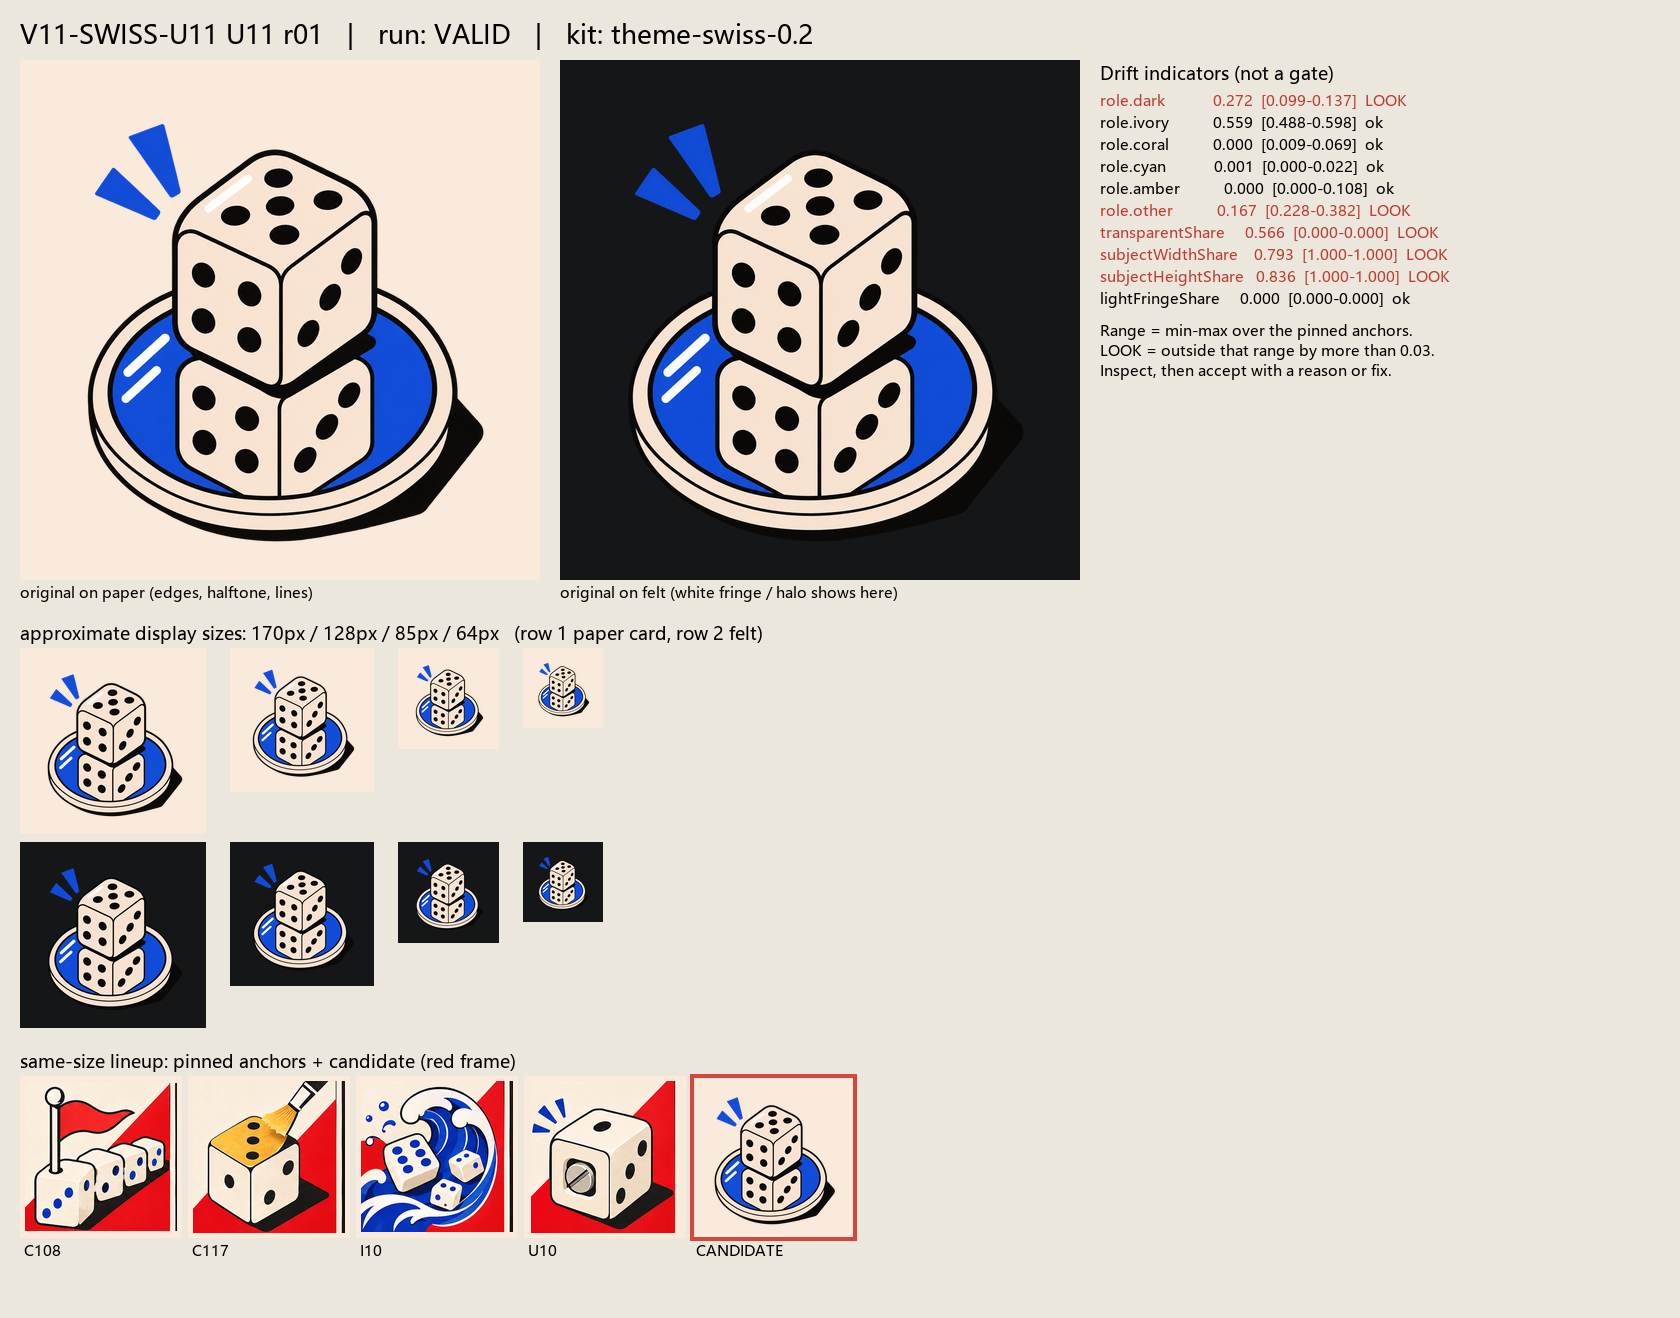 V11-SWISS-U11 U11 r01 | run: VALID | kit: theme-swiss-0.2
Drift indicators (not a gate)
role.dark 0.272 [0.099-0.137] LOOK
role.ivory 0.559 [0.488-0.598] ok
role.coral 0.000 [0.009-0.069] ok
role.cyan 0.001 [0.000-0.022] ok
role.amber 0.000 [0.000-0.108] ok
role.other 0.167 [0.228-0.382] LOOK
transparentShare 0.566 [0.000-0.000] LOOK
subjectWidthShare 0.793 [1.000-1.000] LOOK
subjectHeightShare 0.836 [1.000-1.000] LOOK
lightFringeShare 0.000 [0.000-0.000] ok
Range = min-max over the pinned anchors.
LOOK = outside that range by more than 0.03.
Inspect, then accept with a reason or fix.
original on paper (edges, halftone, lines)
original on felt (white fringe / halo shows here)
approximate display sizes: 170px / 128px / 85px / 64px (row 1 paper card, row 2 felt)
same-size lineup: pinned anchors + candidate (red frame)
C108
C117
I10
U10
CANDIDATE